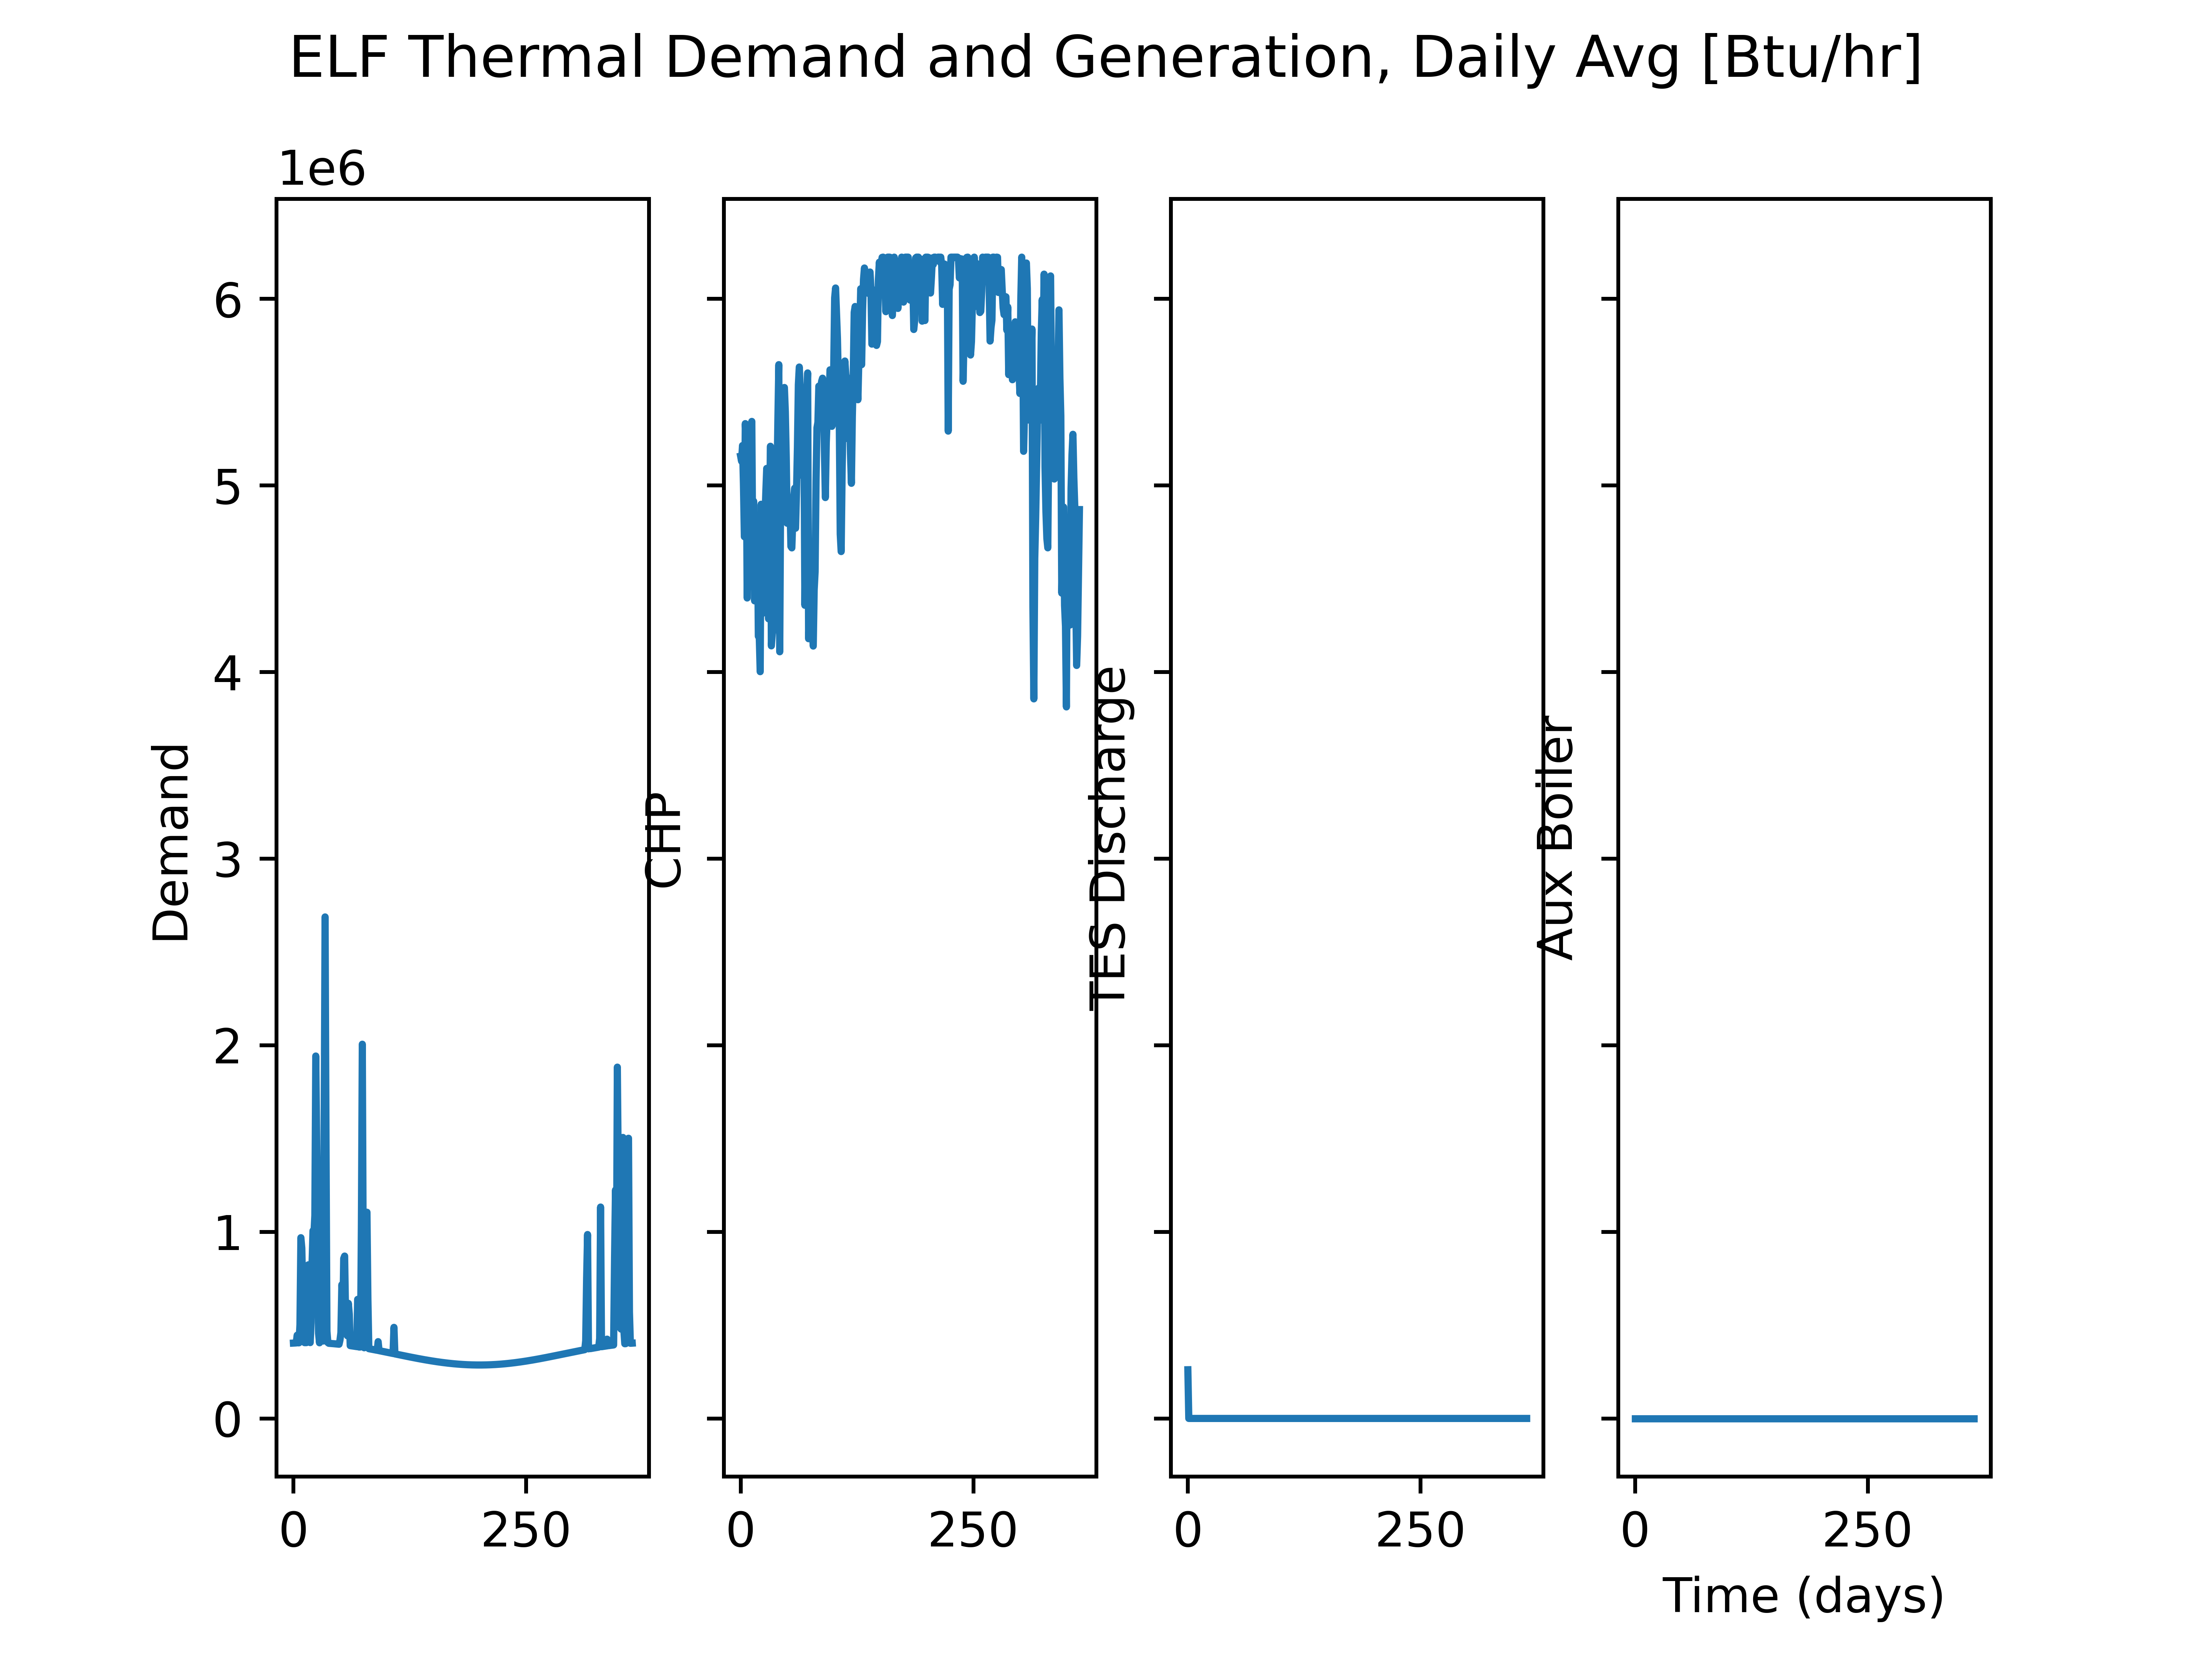 ELF Thermal Demand and Generation, Daily Avg [Btu/hr]
1e6
Demand
6
5
4
3
2
1
0
0 250
CHP
0 250
TES Discharge
0 250
Aux Boiler
0 250
Time (days)